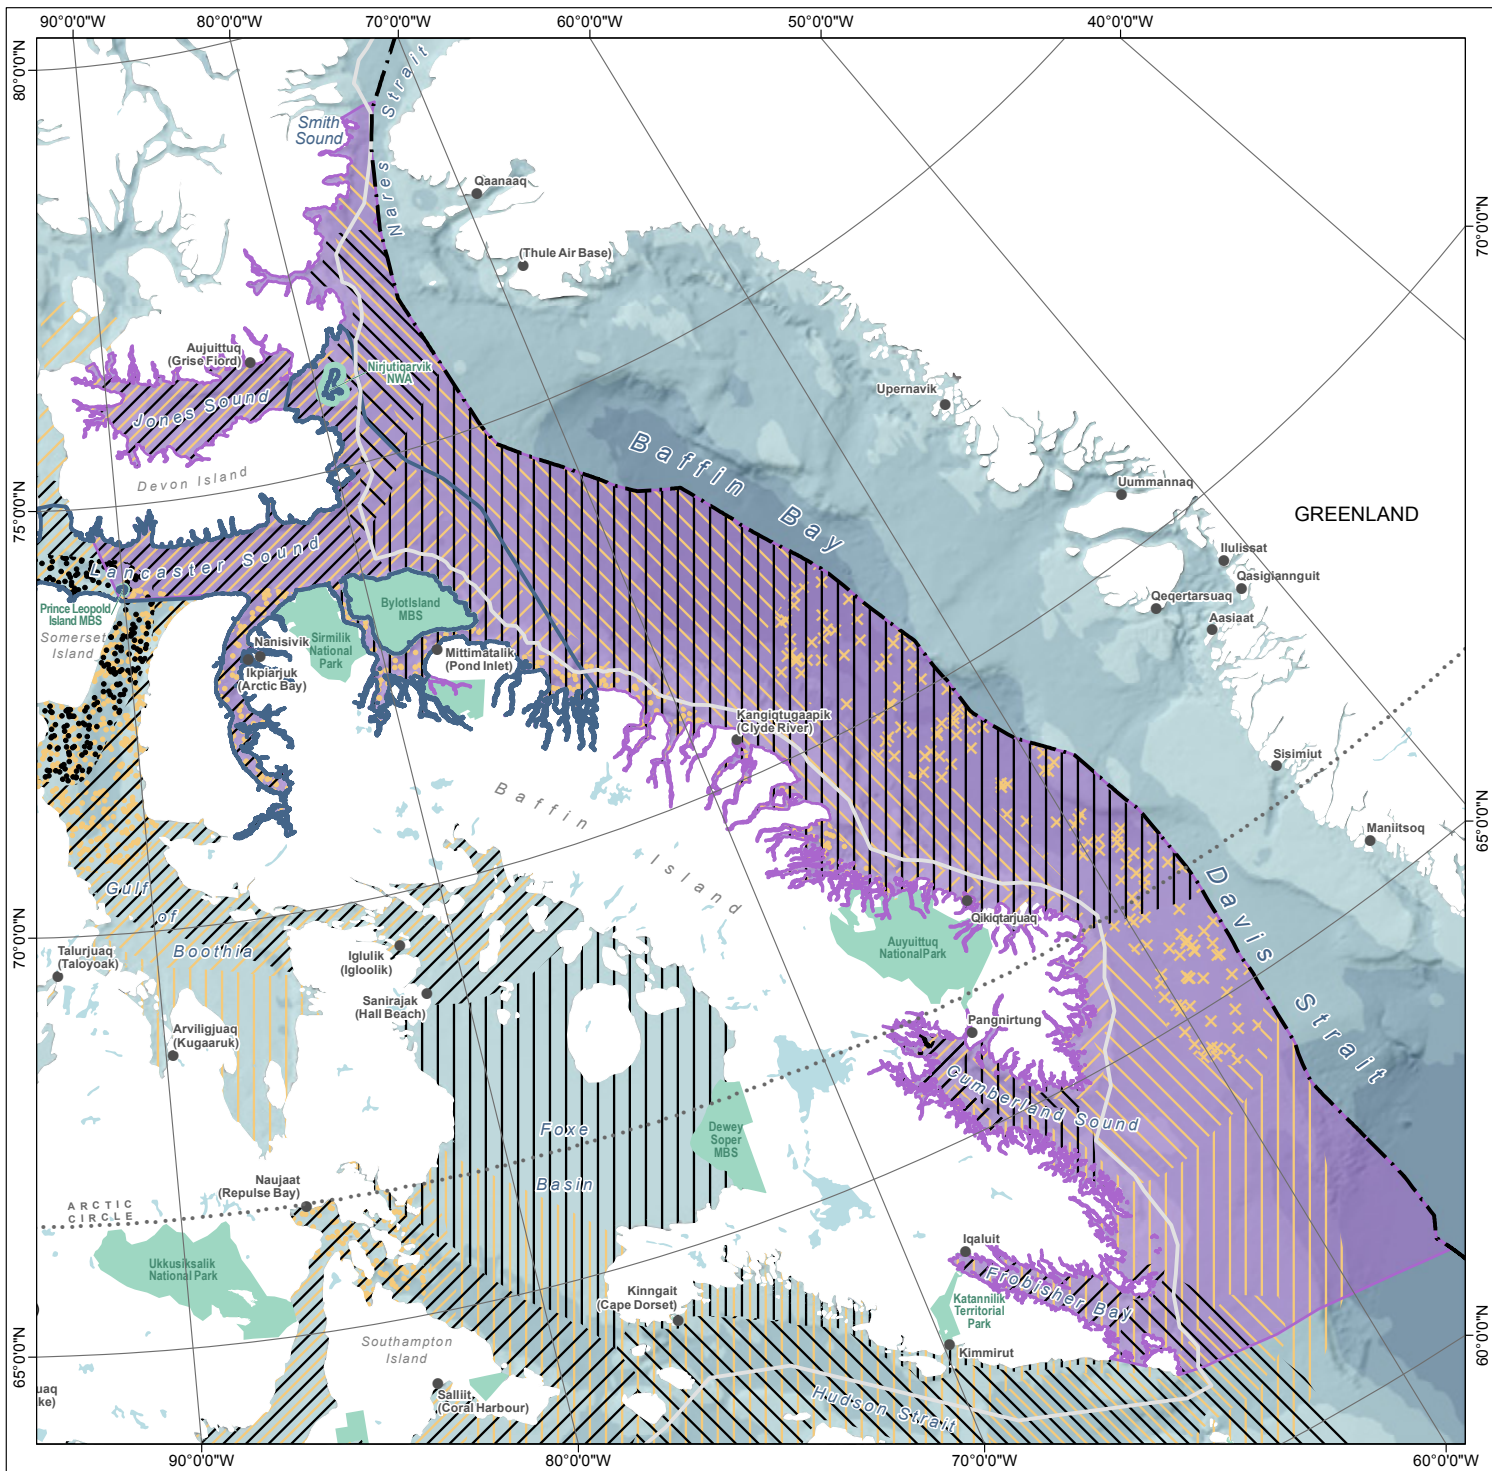 90°0'0"W
80°0'0"W
70°0'0"W
60°0'0"W
50°0'0"W
40°0'0"W
80°0'0"N
75°0'0"N
70°0'0"N
65°0'0"N
70°0'0"N
65°0'0"N
60°0'0"N
Smith
Sound
Nares Strait
Qaanaaq
(Thule Air Base)
Aujuittuq
(Grise Fiord)
Nirjutiqarvik
NWA
Jones Sound
Devon Island
Upernavik
Baffin Bay
Uummannaq
GREENLAND
Lancaster Sound
Prince Leopold
Island MBS
Somerset
Island
BylotIsland
MBS
Sirmilik
National
Park
Nanisivik
Ikpiarjuk
(Arctic Bay)
Mittimatalik
(Pond Inlet)
Ilulissat
Qasigiannguit
Qeqertarsuaq
Aasiaat
Kangiqtugaapik
(Clyde River)
Sisimiut
Maniitsoq
Baffin Island
Gulf
of
Boothia
Talurjuaq
(Taloyoak)
Iglulik
(Igloolik)
Sanirajak
(Hall Beach)
Arviligjuaq
(Kugaaruk)
Qikiqtarjuaq
Auyuittuq
NationalPark
Davis Strait
Pangnirtung
Cumberland Sound
Foxe
Basin
Dewey
Soper
MBS
Naujaat
(Repulse Bay)
ARCTIC
CIRCLE
Ukkusiksalik
National Park
Iqaluit
Frobisher Bay
Kinngait
(Cape Dorset)
Katannilik
Territorial
Park
Kimmirut
Southampton
Island
Salliit
(Coral Harbour)
Hudson Strait
uaq
ke)
90°0'0"W
80°0'0"W
70°0'0"W
60°0'0"W